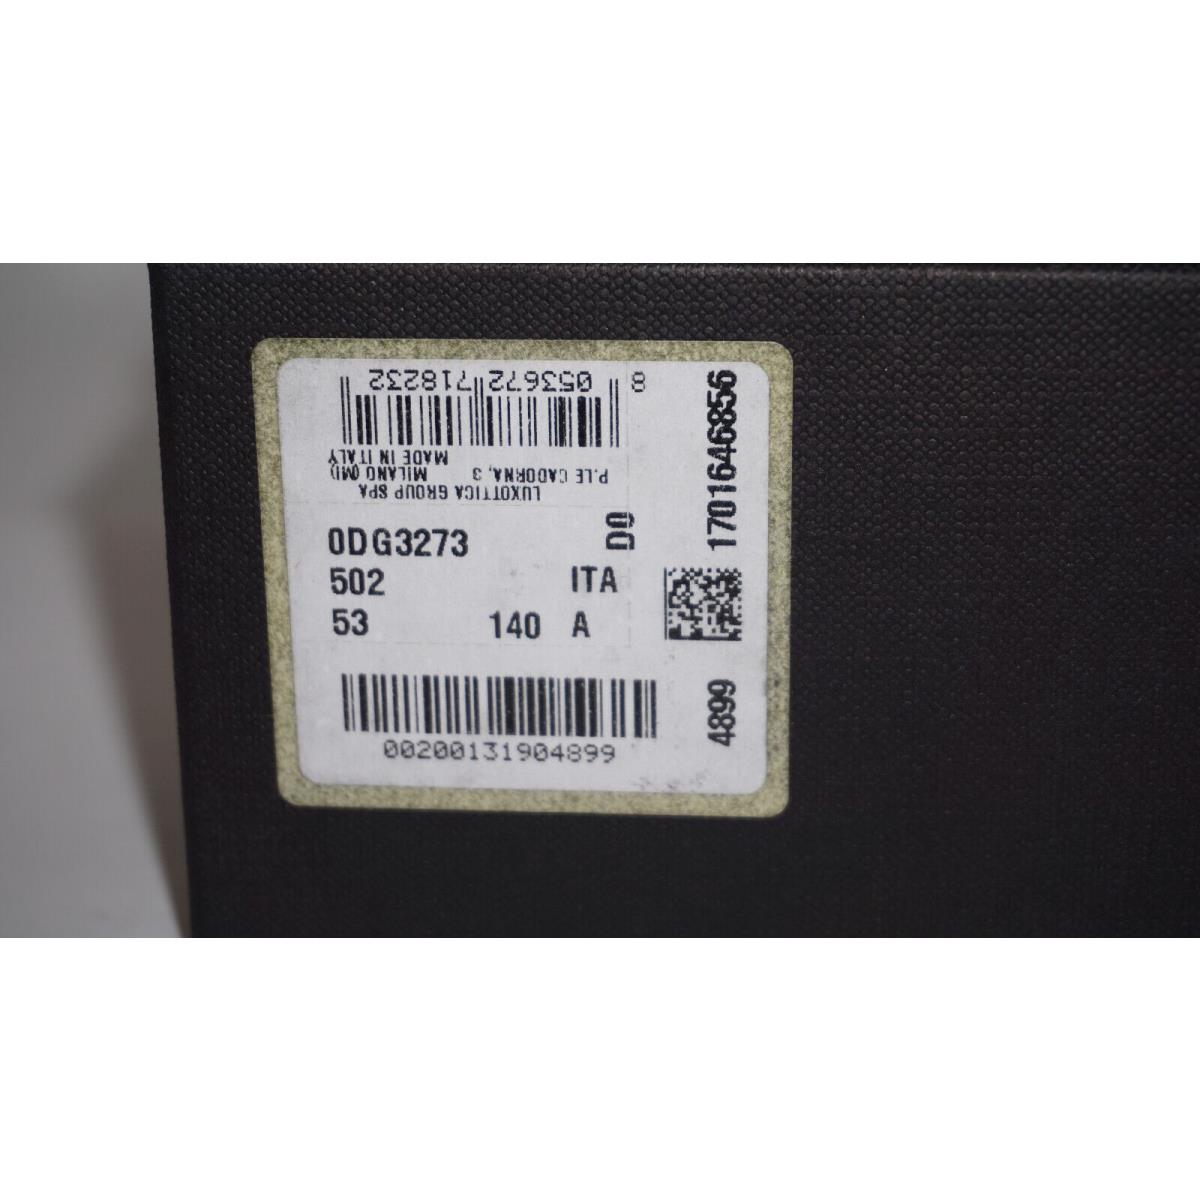 LUXOTTICA GROUP SPA
P.LE CADORNA, 3 MILANO (MI)
MADE IN ITALY
8 053672 718232
0DG3273 D0
502 ITA
53 140 A
00200131904899
1701646856
4899